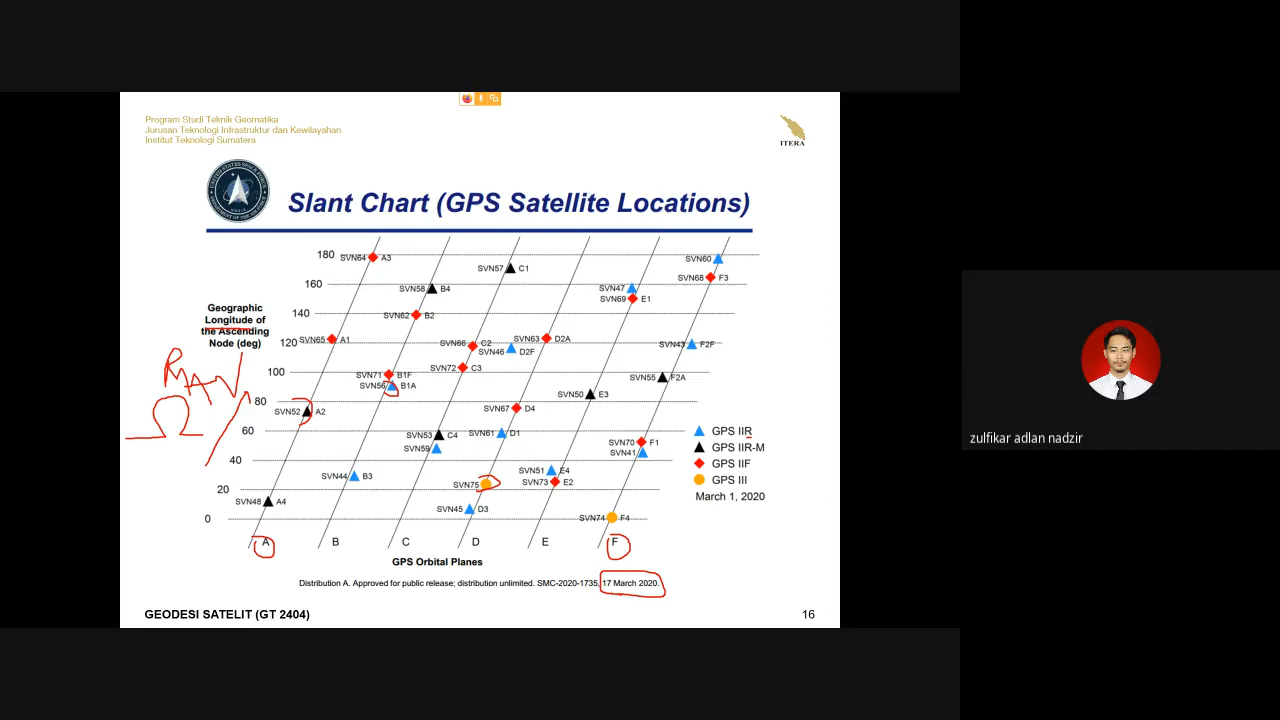 Program Studi Teknik Geomatika
Jurusan Teknologi Infrastruktur dan Kewilayahan
Institut Teknologi Sumatera
ITERA
Slant Chart (GPS Satellite Locations)
Geographic
Longitude of
the Ascending
Node (deg)
RAAN
Ω
180
160
140
120
100
80
60
40
20
0
SVN64 A3
SVN65 A1
SVN52 A2
SVN48 A4
SVN58 B4
SVN62 B2
SVN71 B1F
SVN56 B1A
SVN44 B3
SVN57 C1
SVN66 C2
SVN72 C3
SVN53 C4
SVN59
SVN63 D2A
SVN46 D2F
SVN67 D4
SVN61 D1
SVN75
SVN45 D3
SVN47
SVN69 E1
SVN50 E3
SVN51 E4
SVN73 E2
SVN60
SVN68 F3
SVN43 F2F
SVN55 F2A
SVN70 F1
SVN41
SVN74 F4
GPS IIR
GPS IIR-M
GPS IIF
GPS III
March 1, 2020
A B C D E F
GPS Orbital Planes
Distribution A. Approved for public release; distribution unlimited. SMC-2020-1735, 17 March 2020.
GEODESI SATELIT (GT 2404)
16
zulfikar adlan nadzir